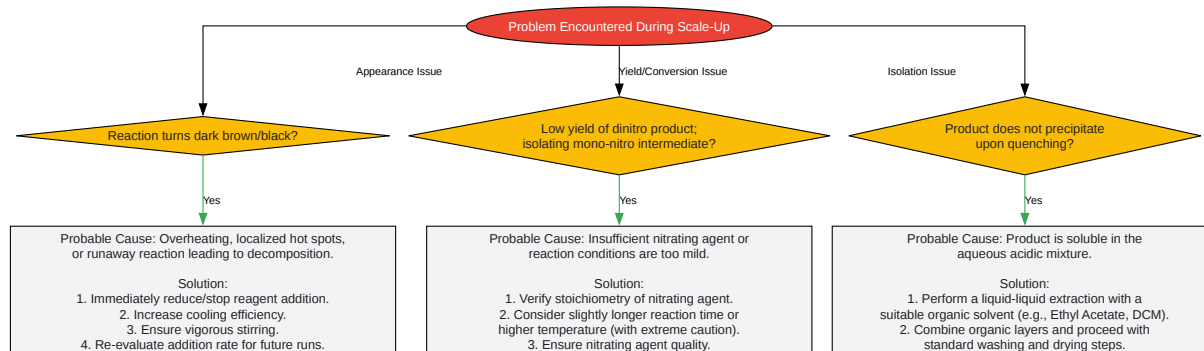 Problem Encountered During Scale-Up
Appearance Issue
Yield/Conversion Issue
Isolation Issue
Reaction turns dark brown/black?
Low yield of dinitro product;
isolating mono-nitro intermediate?
Product does not precipitate
upon quenching?
Yes
Yes
Yes
Probable Cause: Overheating, localized hot spots,
or runaway reaction leading to decomposition.
Solution:
1. Immediately reduce/stop reagent addition.
2. Increase cooling efficiency.
3. Ensure vigorous stirring.
4. Re-evaluate addition rate for future runs.
Probable Cause: Insufficient nitrating agent or
reaction conditions are too mild.
Solution:
1. Verify stoichiometry of nitrating agent.
2. Consider slightly longer reaction time or
higher temperature (with extreme caution).
3. Ensure nitrating agent quality.
Probable Cause: Product is soluble in the
aqueous acidic mixture.
Solution:
1. Perform a liquid-liquid extraction with a
suitable organic solvent (e.g., Ethyl Acetate, DCM).
2. Combine organic layers and proceed with
standard washing and drying steps.